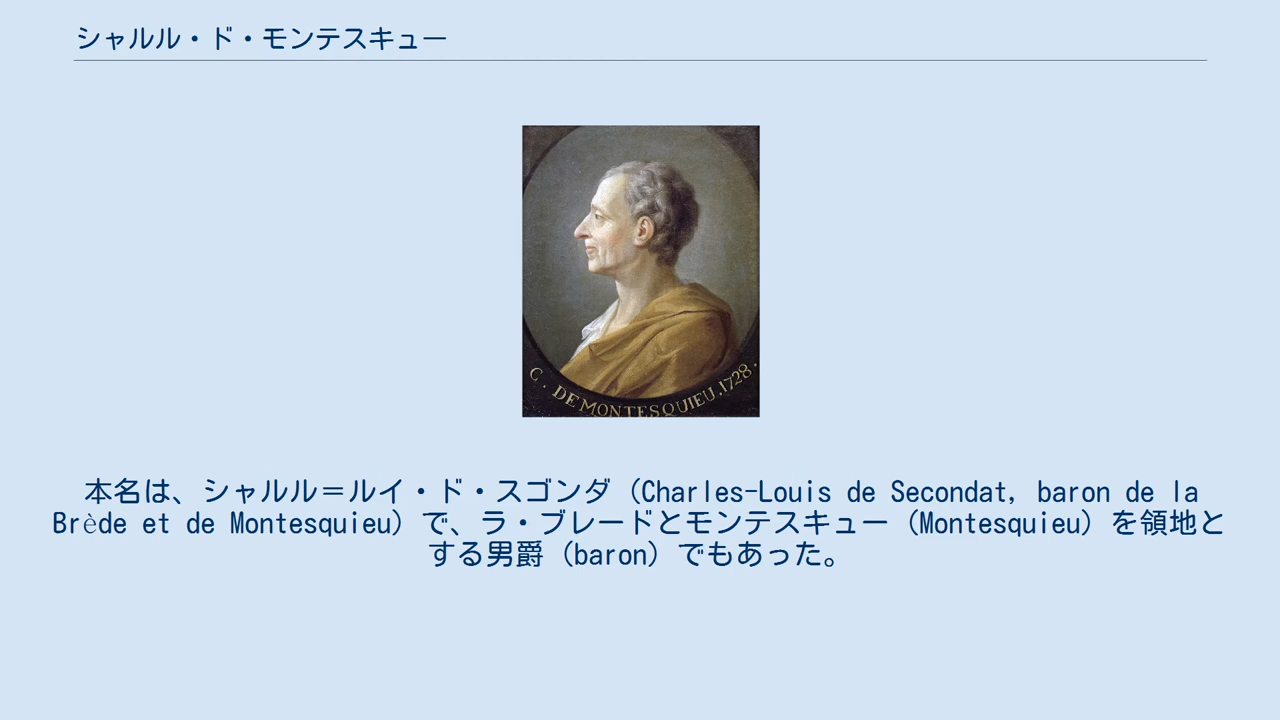 シャルル・ド・モンテスキュー
C. DE MONTESQUIEU.1728.
本名は、シャルル＝ルイ・ド・スゴンダ（Charles-Louis de Secondat, baron de la
Brède et de Montesquieu）で、ラ・ブレードとモンテスキュー（Montesquieu）を領地と
する男爵（baron）でもあった。